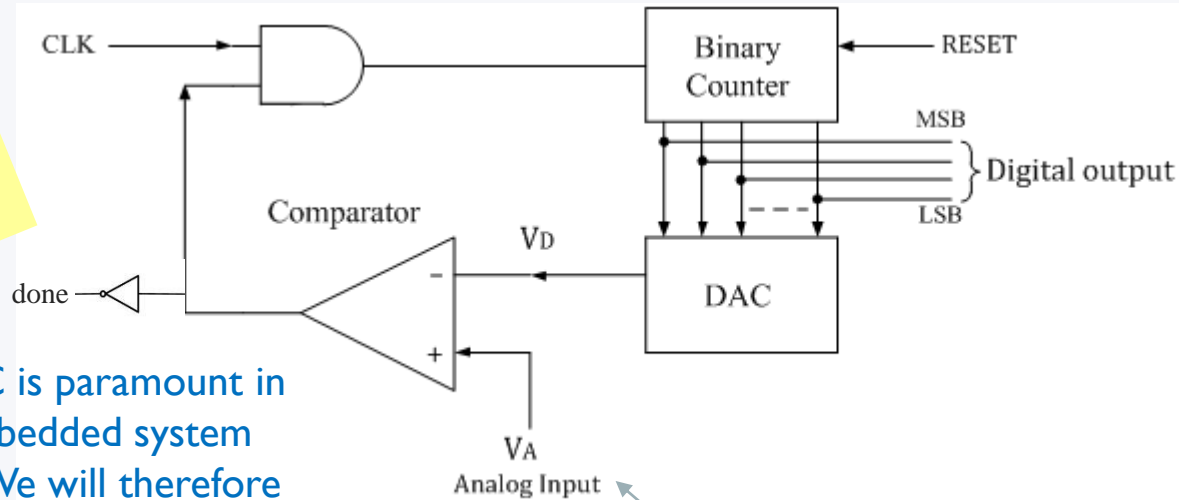 CLK
Binary
Counter
RESET
MSB
Digital output
LSB
Comparator
VD
done
DAC
−
+
is paramount in
bedded system
We will therefore
VA
Analog Input